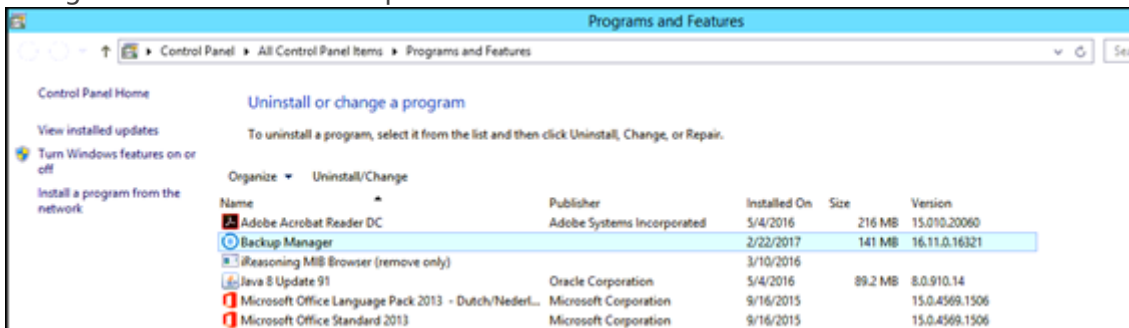 Programs and Features
Control Panel ▸ All Control Panel Items ▸ Programs and Features
Control Panel Home
Uninstall or change a program
View installed updates
To uninstall a program, select it from the list and then click Uninstall, Change, or Repair.
Turn Windows features on or off
Organize Uninstall/Change
Install a program from the network
Name Publisher Installed On Size Version
Adobe Acrobat Reader DC Adobe Systems Incorporated 5/4/2016 216 MB 15.010.20060
Backup Manager 2/22/2017 141 MB 16.11.0.16321
iReasoning MIB Browser (remove only) 3/10/2016
Java 8 Update 91 Oracle Corporation 5/4/2016 89.2 MB 8.0.910.14
Microsoft Office Language Pack 2013 - Dutch/Nederl... Microsoft Corporation 9/16/2015 15.0.4569.1506
Microsoft Office Standard 2013 Microsoft Corporation 9/16/2015 15.0.4569.1506